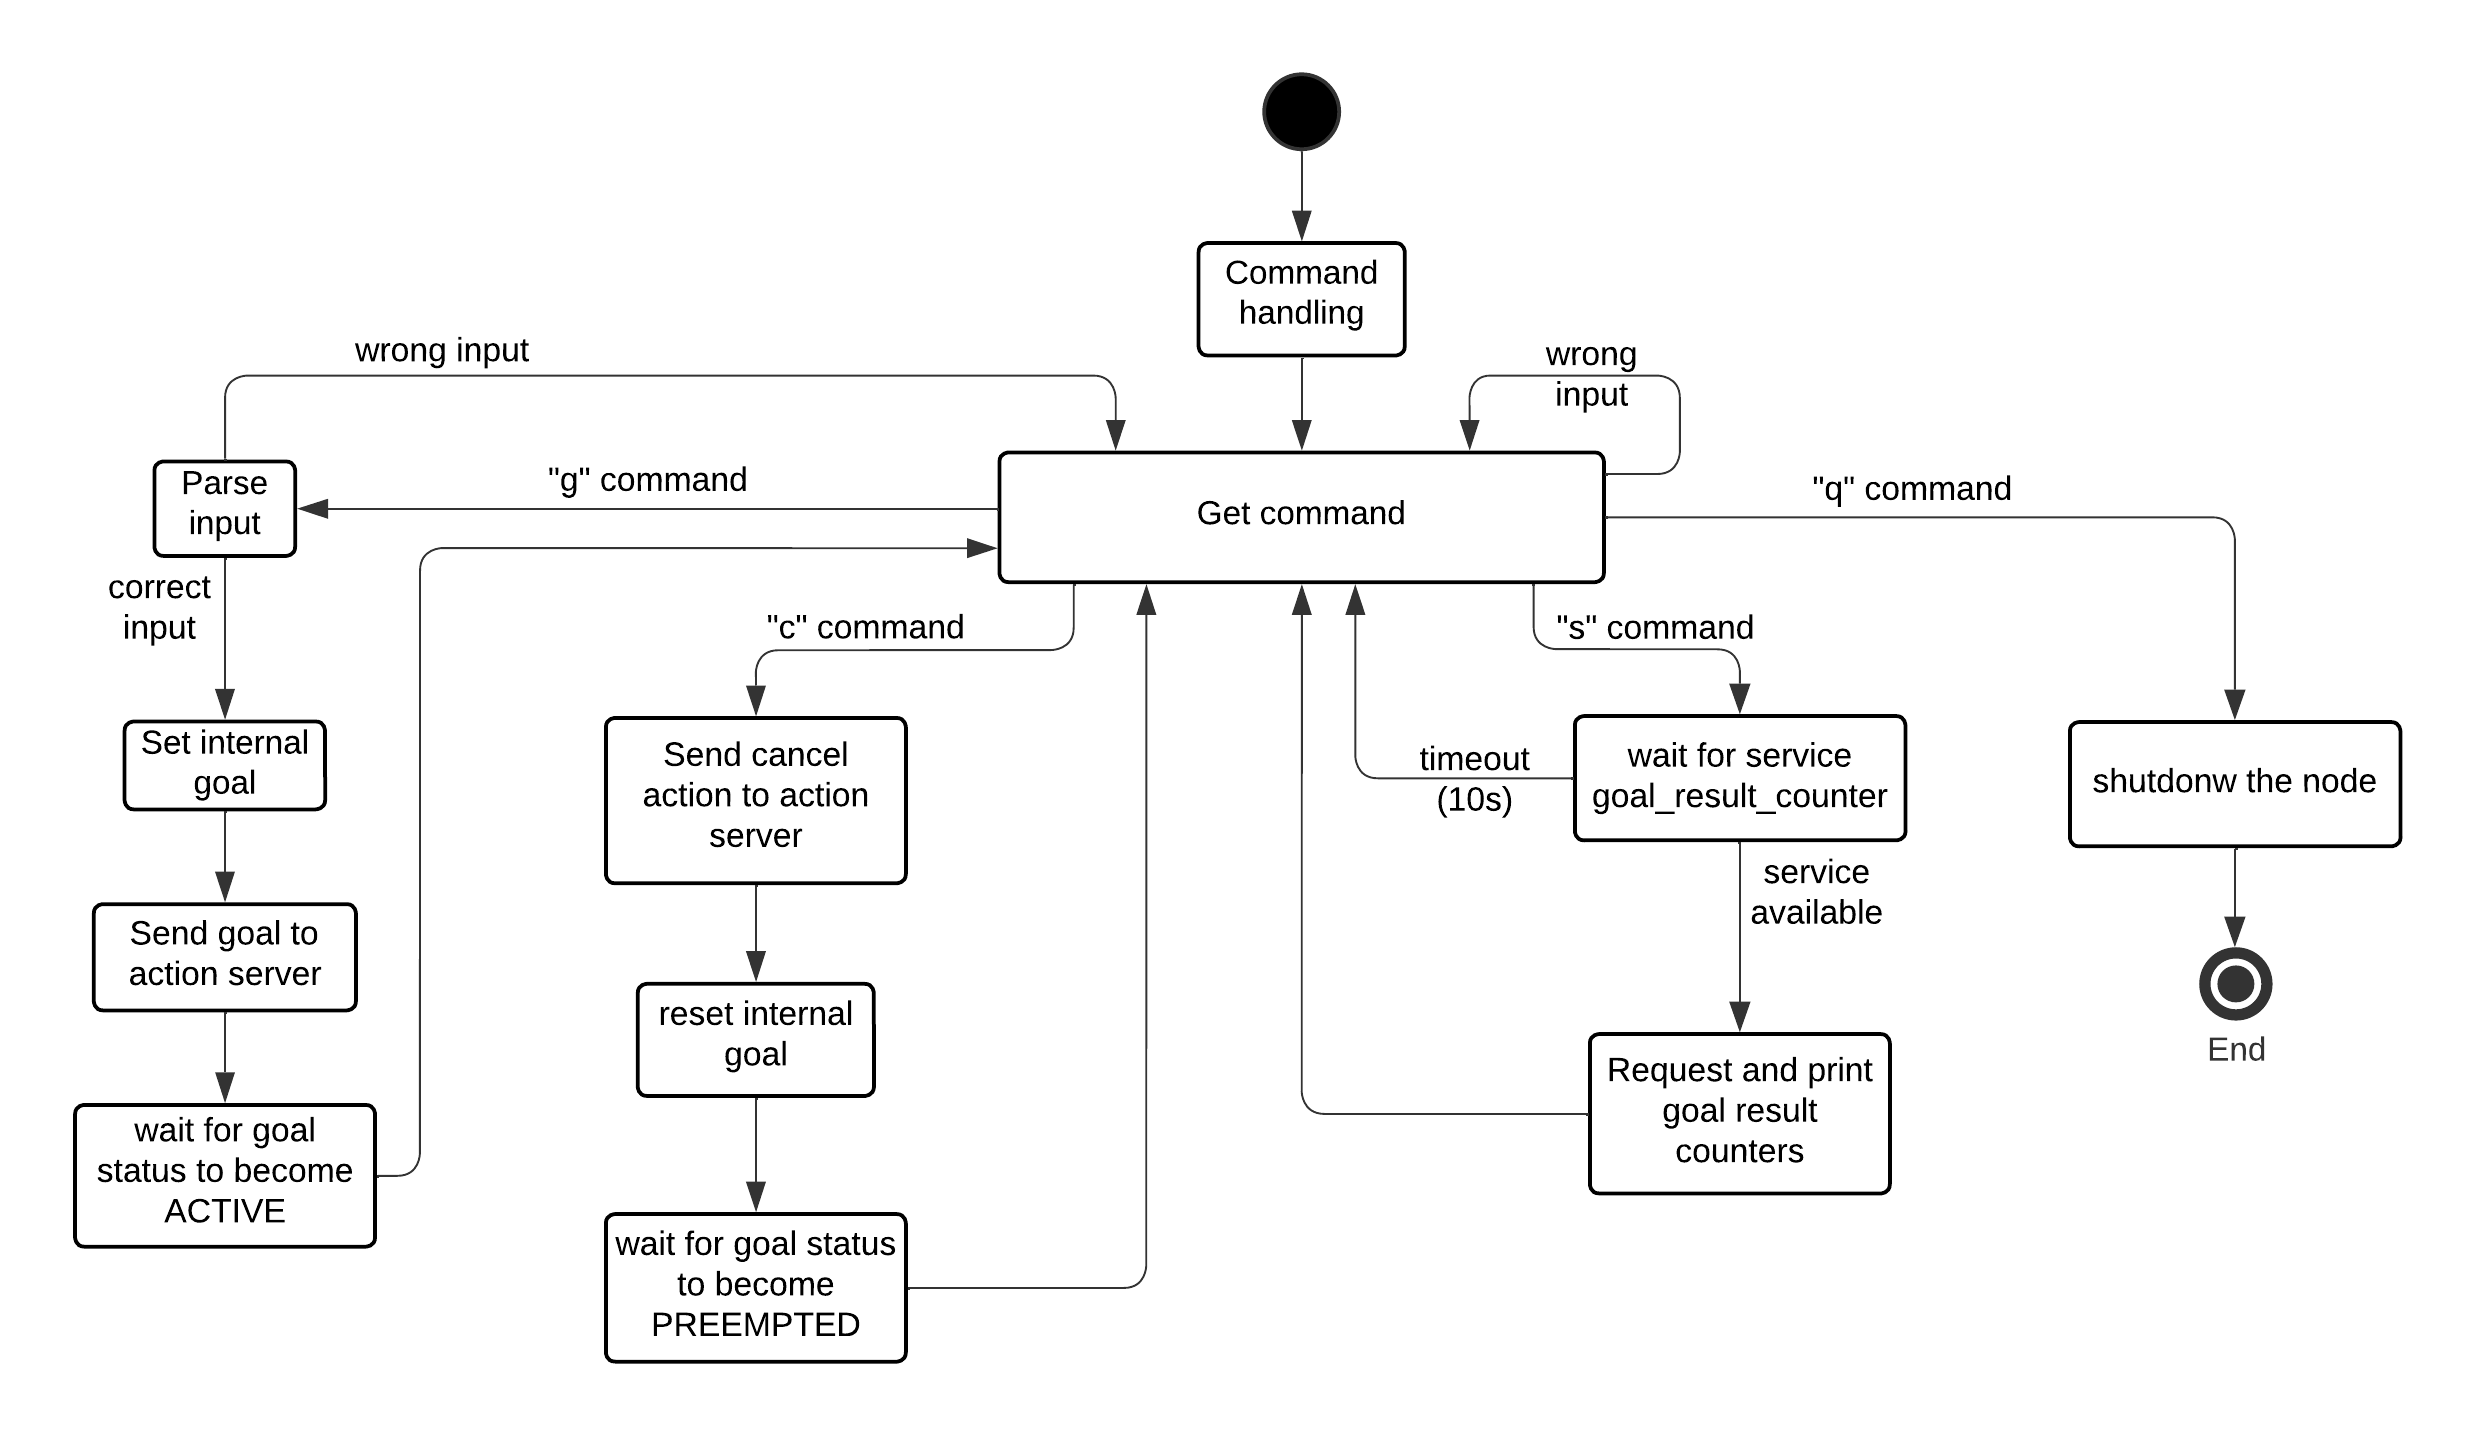 Command
handling
wrong input
wrong
input
Parse
input
"g" command
Get command
"q" command
correct
input
"c" command
"s" command
Set internal
goal
Send cancel
action to action
server
timeout
(10s)
wait for service
goal_result_counter
shutdonw the node
service
available
Send goal to
action server
reset internal
goal
End
Request and print
goal result
counters
wait for goal
status to become
ACTIVE
wait for goal status
to become
PREEMPTED